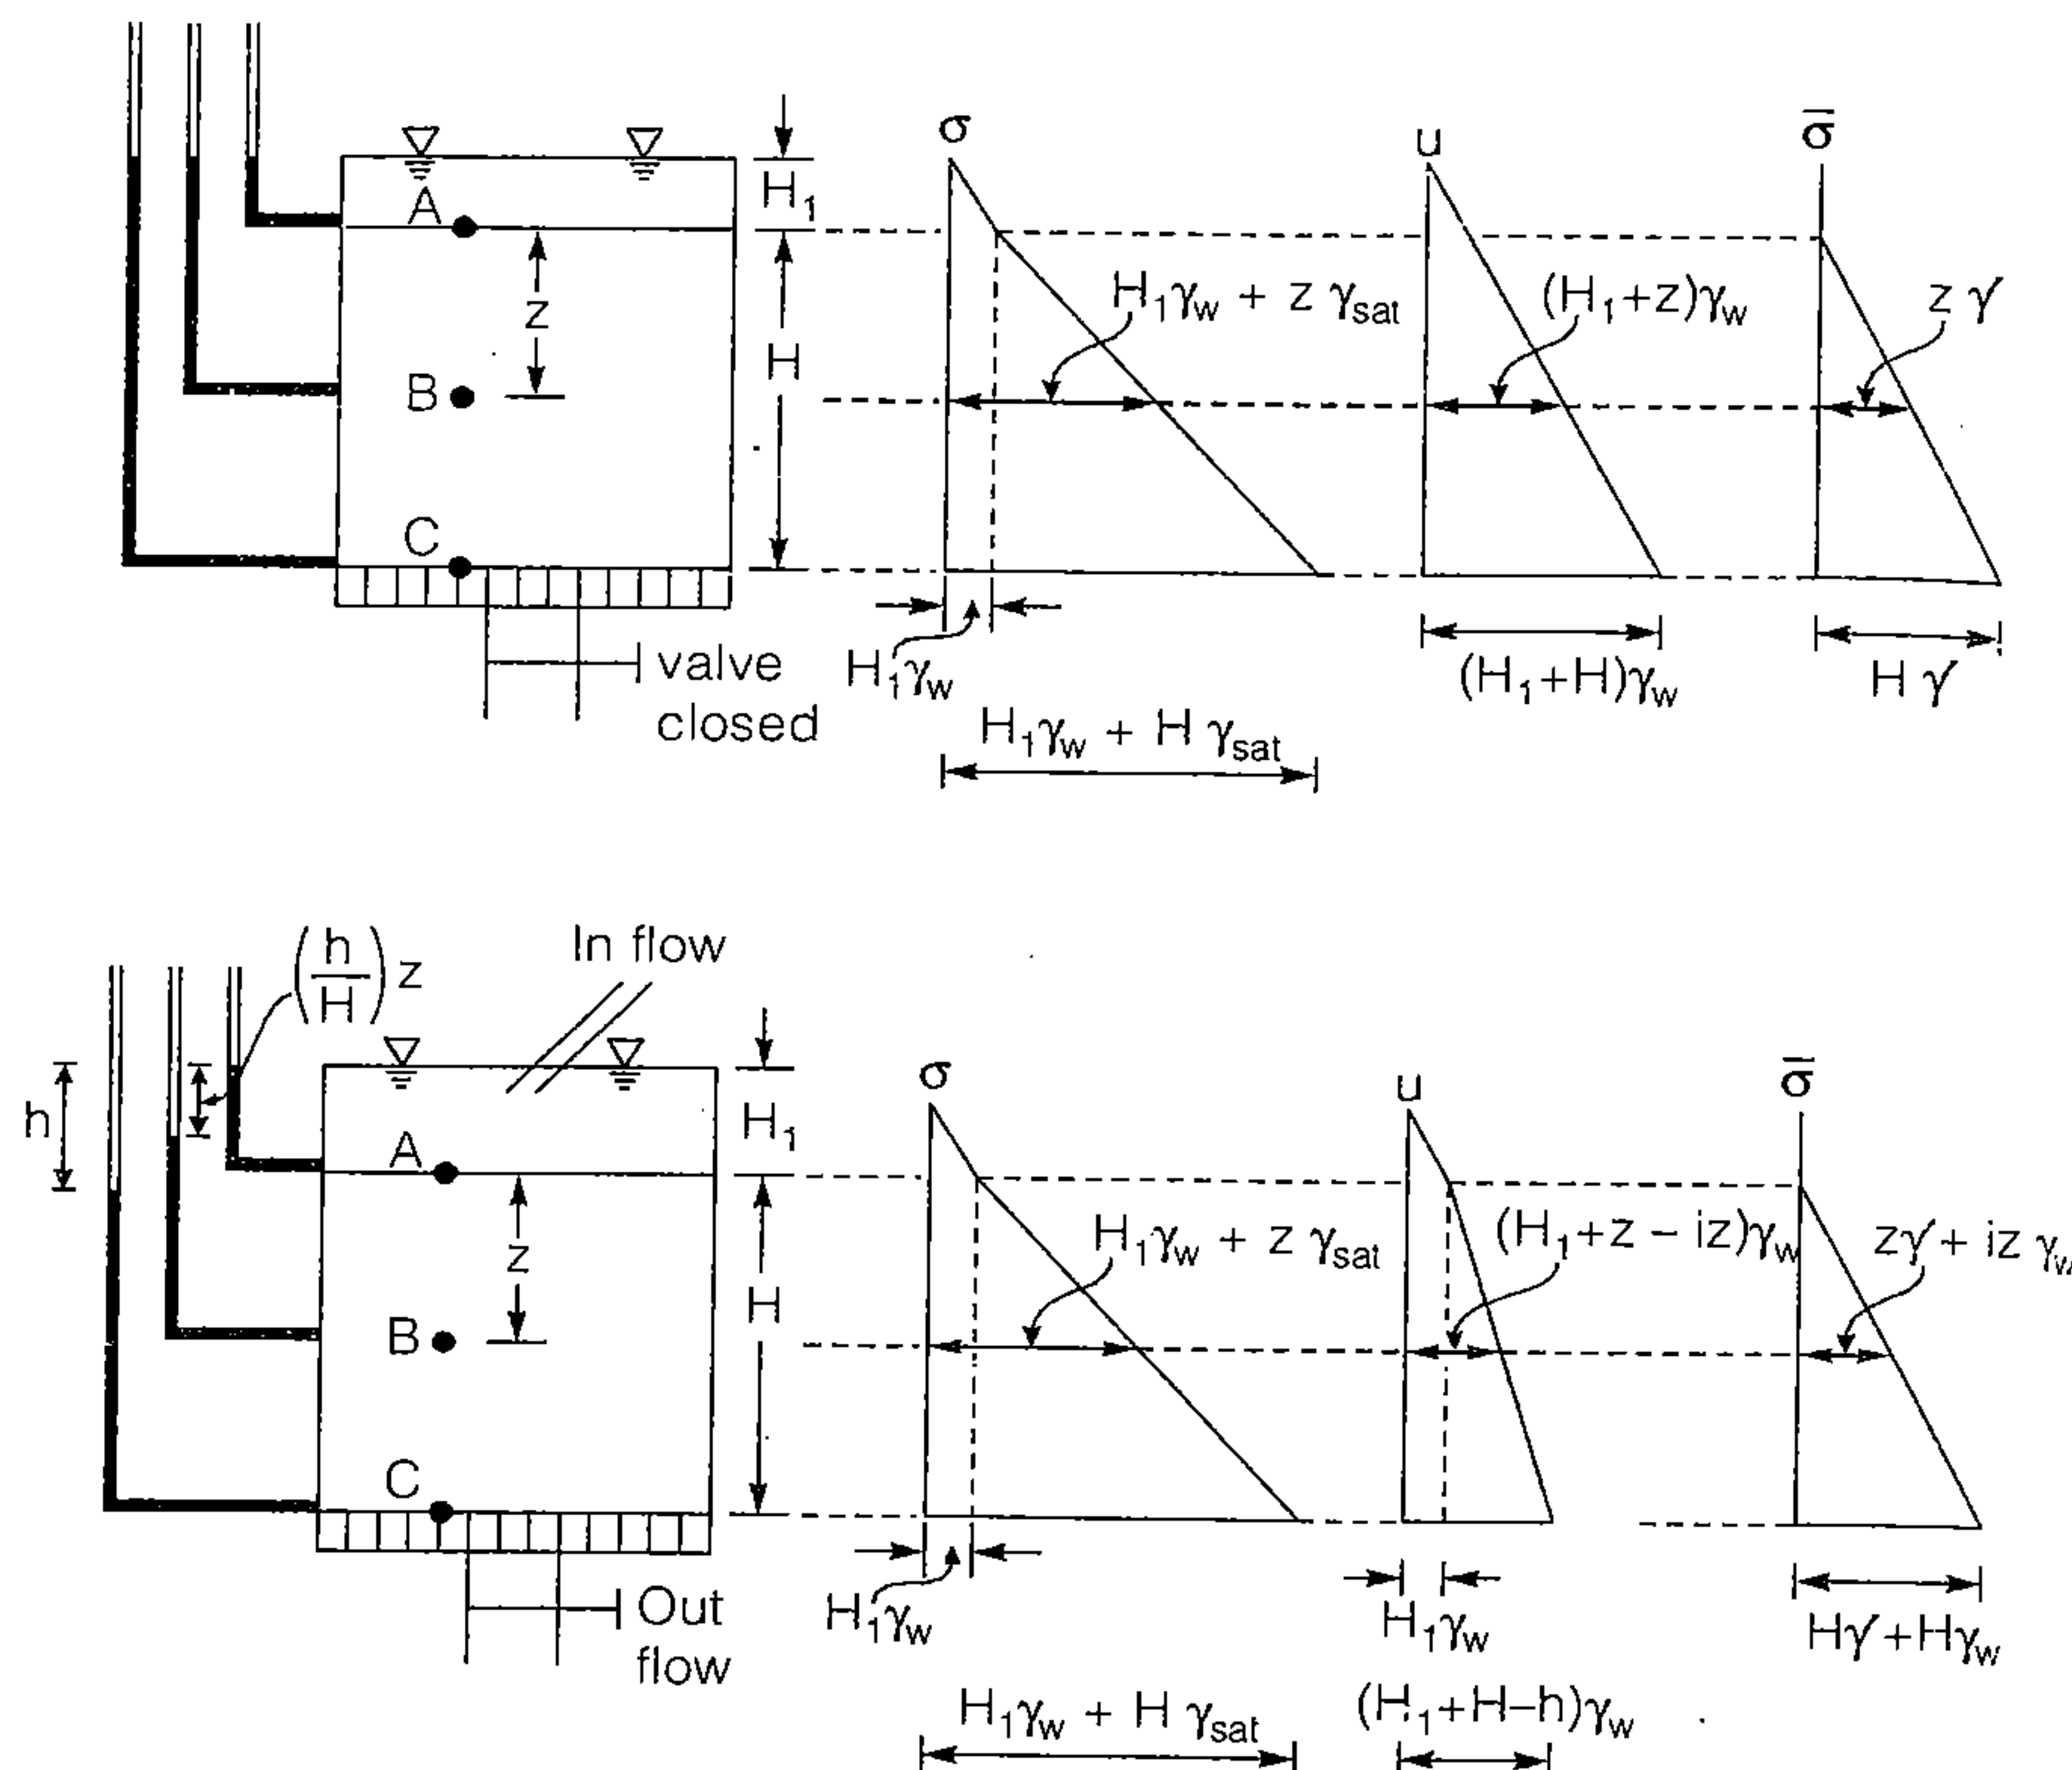 σ
u
σ̄
H₁
A
H₁γw + z γsat
(H₁+z)γw
z γ′
z
H
B
C
valve
closed
H₁γw
(H₁+H)γw
H γ′
H₁γw + H γsat
(h/H) z
In flow
h
σ
u
σ̄
H₁
A
H₁γw + z γsat
(H₁+z − iz)γw
zγ′+ iz γw
z
H
B
C
Out
flow
H₁γw
H₁γw
Hγ′+Hγw
H₁γw + H γsat
(H₁+H−h)γw